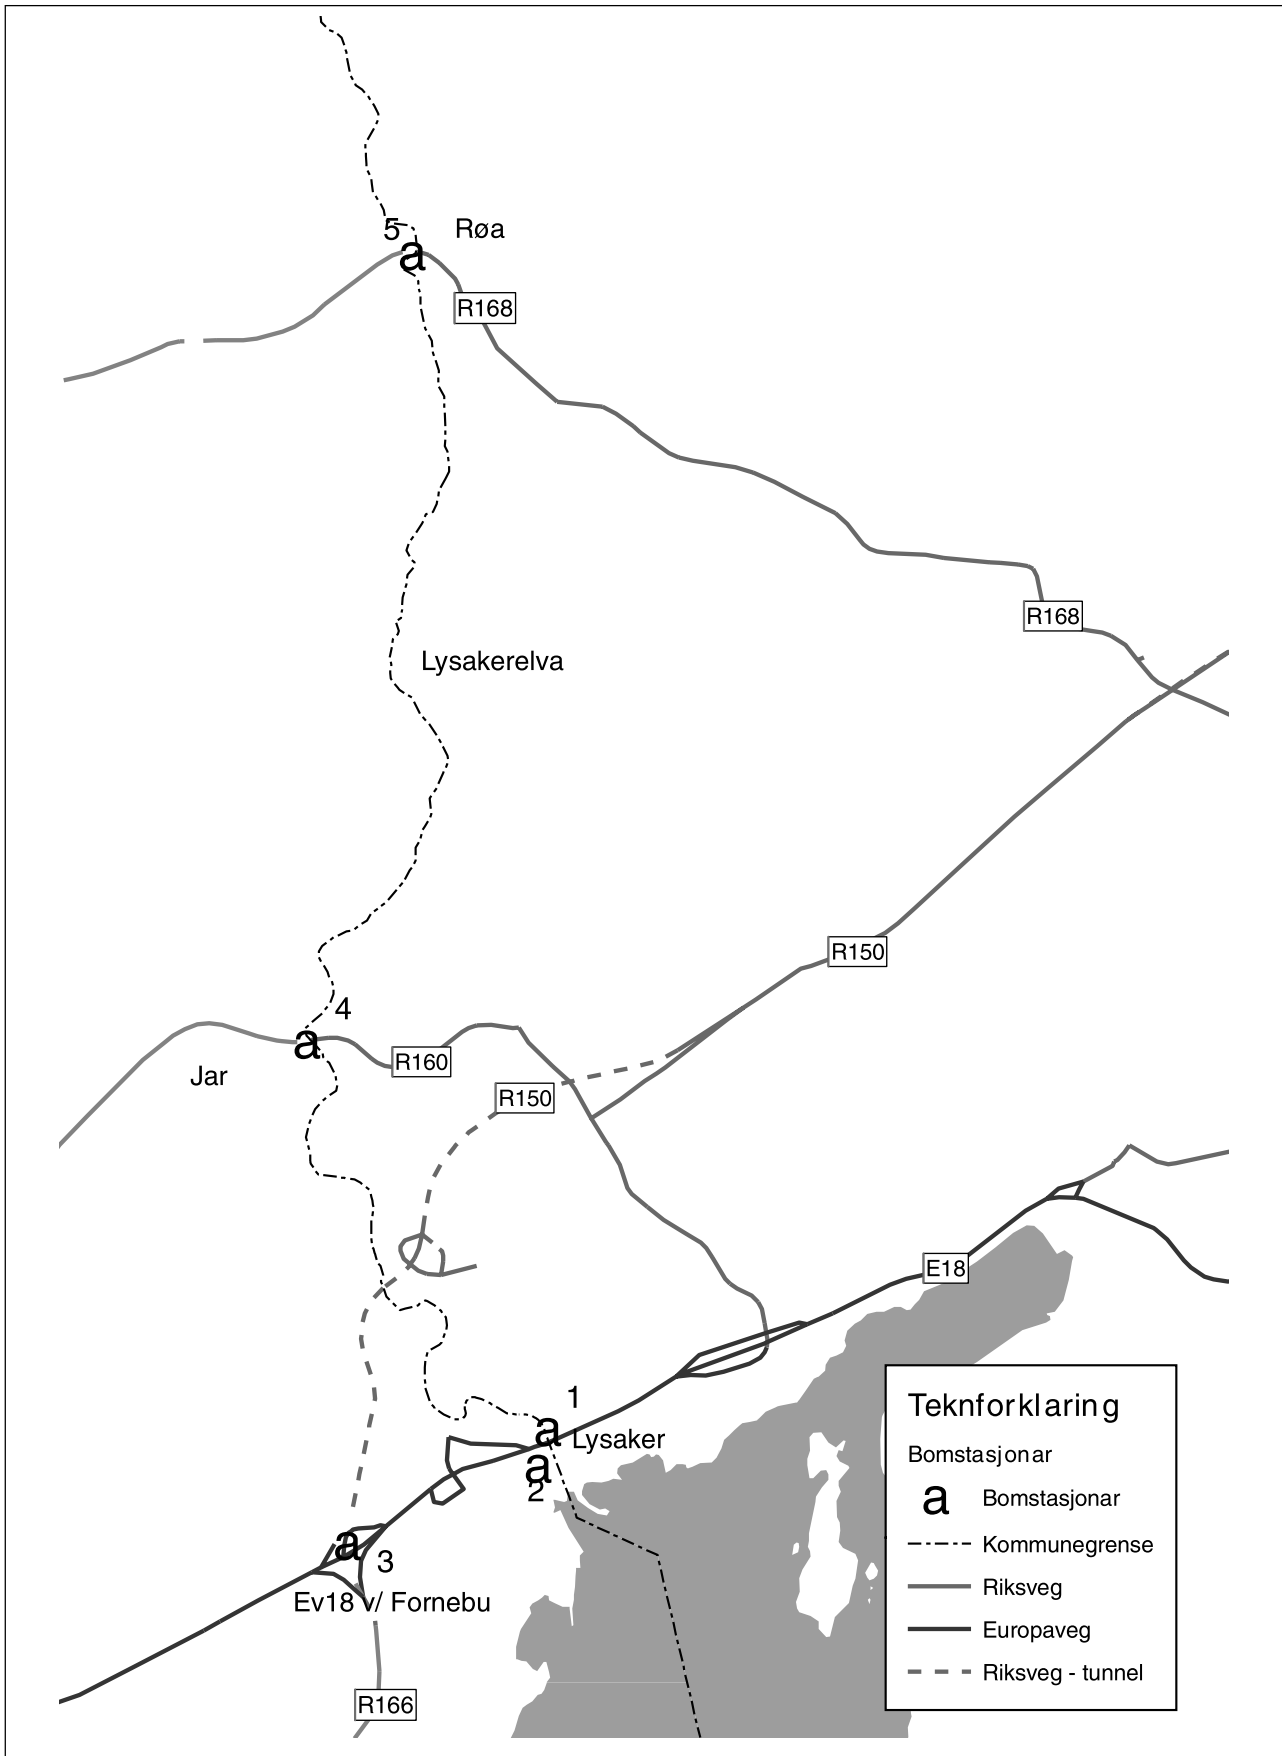 5
Røa
a
R168
R168
Lysakerelva
R150
4
a
R160
Jar
R150
E18
1
a
Lysaker
a
2
a
3
Ev18 v/ Fornebu
R166
Teknforklaring
Bomstasjonar
a Bomstasjonar
Kommunegrense
Riksveg
Europaveg
Riksveg - tunnel